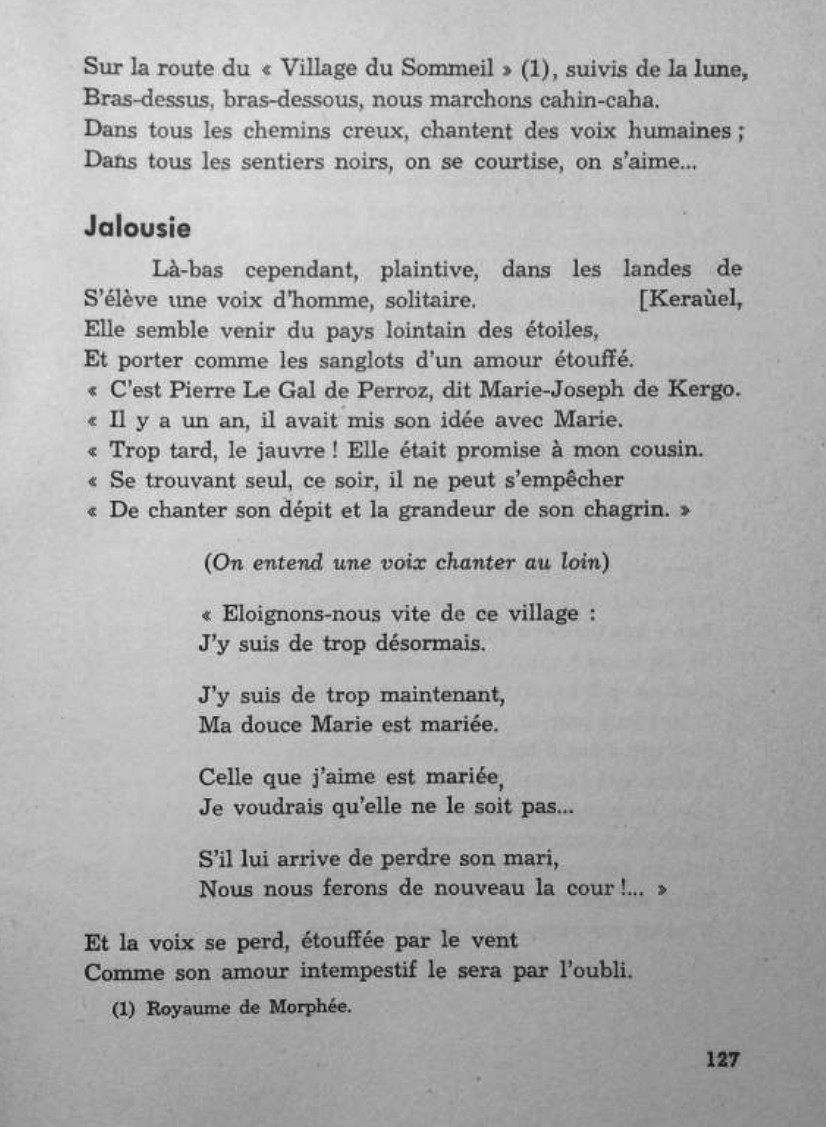 Sur la route du « Village du Sommeil » (1), suivis de la lune,
Bras-dessus, bras-dessous, nous marchons cahin-caha.
Dans tous les chemins creux, chantent des voix humaines ;
Dans tous les sentiers noirs, on se courtise, on s'aime...
Jalousie
Là-bas cependant, plaintive, dans les landes de
S'élève une voix d'homme, solitaire. [Keraùel,
Elle semble venir du pays lointain des étoiles,
Et porter comme les sanglots d'un amour étouffé.
« C'est Pierre Le Gal de Perroz, dit Marie-Joseph de Kergo.
« Il y a un an, il avait mis son idée avec Marie.
« Trop tard, le jauvre ! Elle était promise à mon cousin.
« Se trouvant seul, ce soir, il ne peut s'empêcher
« De chanter son dépit et la grandeur de son chagrin. »
(On entend une voix chanter au loin)
« Eloignons-nous vite de ce village :
J'y suis de trop désormais.
J'y suis de trop maintenant,
Ma douce Marie est mariée.
Celle que j'aime est mariée,
Je voudrais qu'elle ne le soit pas...
S'il lui arrive de perdre son mari,
Nous nous ferons de nouveau la cour !... »
Et la voix se perd, étouffée par le vent
Comme son amour intempestif le sera par l'oubli.
(1) Royaume de Morphée.
127